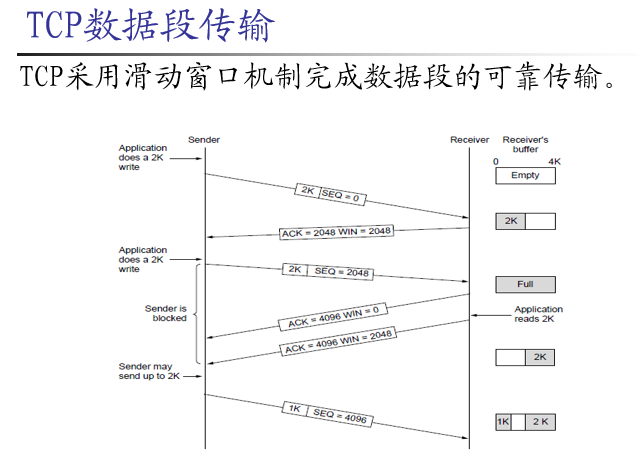 TCP数据段传输
TCP采用滑动窗口机制完成数据段的可靠传输。
Sender
Receiver
Receiver's
buffer
Application
does a 2K
write
0
4K
Empty
2K
SEQ = 0
2K
ACK = 2048 WIN = 2048
Application
does a 2K
write
2K
SEQ = 2048
Full
Sender is
blocked
ACK = 4096 WIN = 0
Application
reads 2K
ACK = 4096 WIN = 2048
2K
Sender may
send up to 2K
1K
SEQ = 4096
1K
2 K